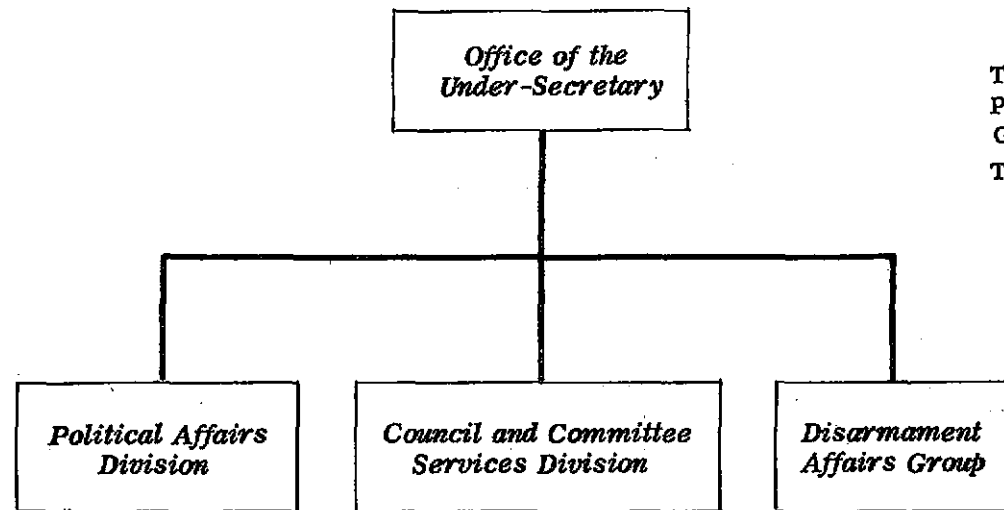 Office of the
Under-Secretary
Political Affairs
Division
Council and Committee
Services Division
Disarmament
Affairs Group